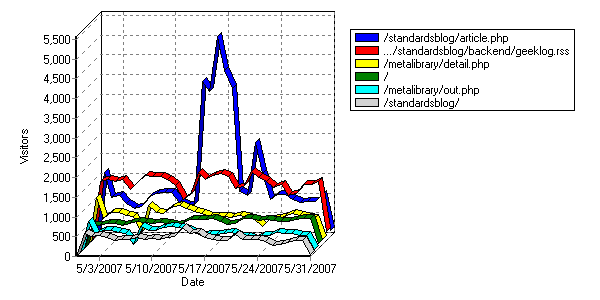 5,500
5,000
4,500
4,000
3,500
3,000
2,500
2,000
1,500
1,000
500
0
Visitors
5/3/2007 5/10/2007 5/17/2007 5/24/2007 5/31/2007
Date
/standardsblog/article.php
.../standardsblog/backend/geeklog.rss
/metalibrary/detail.php
/
/metalibrary/out.php
/standardsblog/